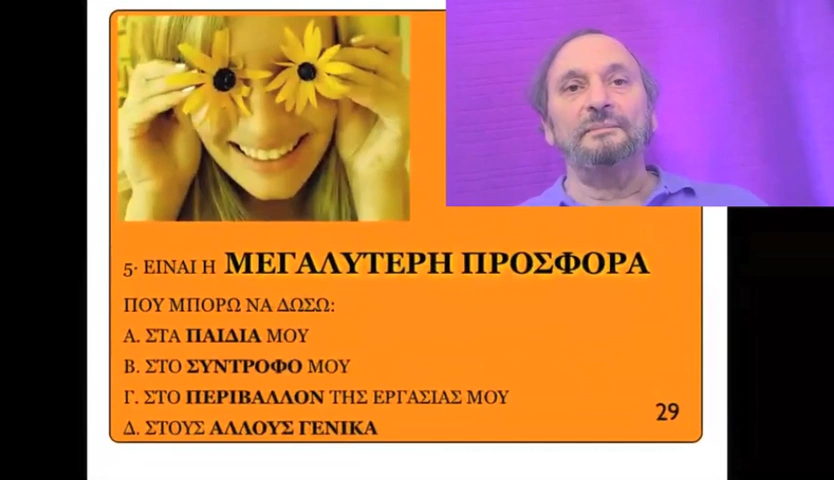 5· ΕΙΝΑΙ Η ΜΕΓΑΛΥΤΕΡΗ ΠΡΟΣΦΟΡΑ
ΠΟΥ ΜΠΟΡΩ ΝΑ ΔΩΣΩ:
Α. ΣΤΑ ΠΑΙΔΙΑ ΜΟΥ
Β. ΣΤΟ ΣΥΝΤΡΟΦΟ ΜΟΥ
Γ. ΣΤΟ ΠΕΡΙΒΑΛΛΟΝ ΤΗΣ ΕΡΓΑΣΙΑΣ ΜΟΥ
Δ. ΣΤΟΥΣ ΑΛΛΟΥΣ ΓΕΝΙΚΑ
29